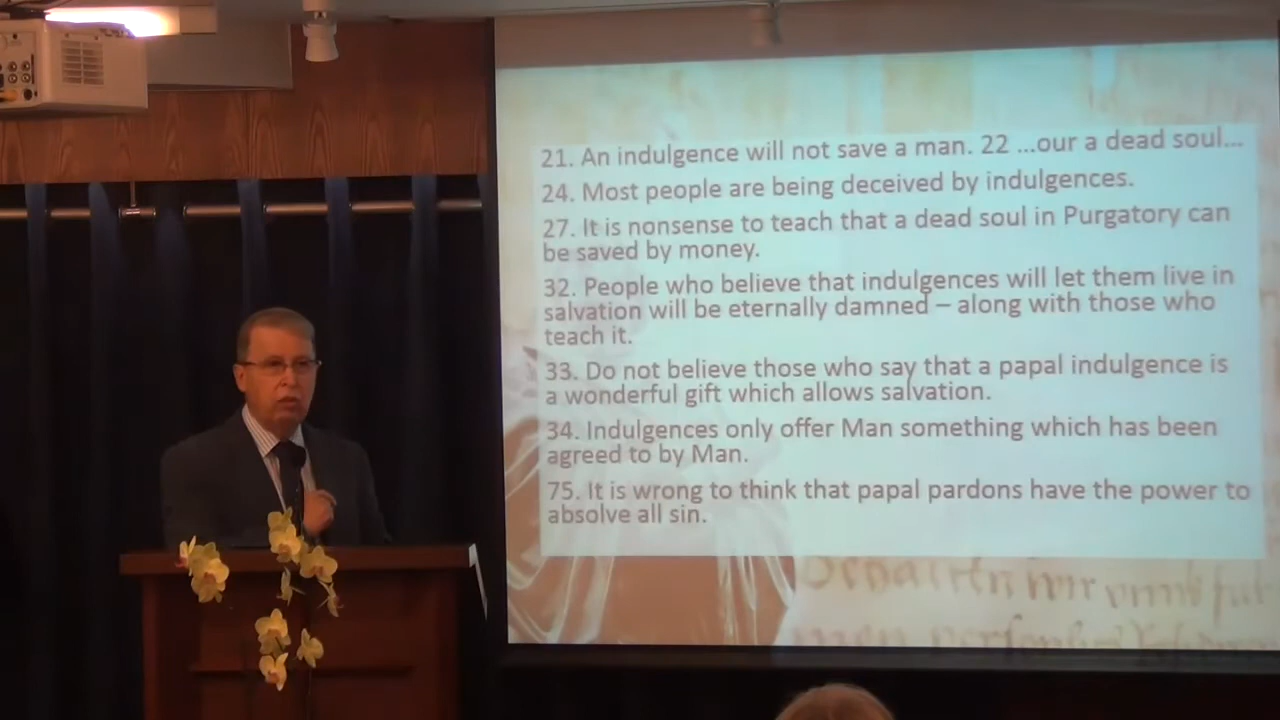 21. An indulgence will not save a man. 22 ...our a dead soul...
24. Most people are being deceived by indulgences.
27. It is nonsense to teach that a dead soul in Purgatory can
be saved by money.
32. People who believe that indulgences will let them live in
salvation will be eternally damned – along with those who
teach it.
33. Do not believe those who say that a papal indulgence is
a wonderful gift which allows salvation.
34. Indulgences only offer Man something which has been
agreed to by Man.
75. It is wrong to think that papal pardons have the power to
absolve all sin.